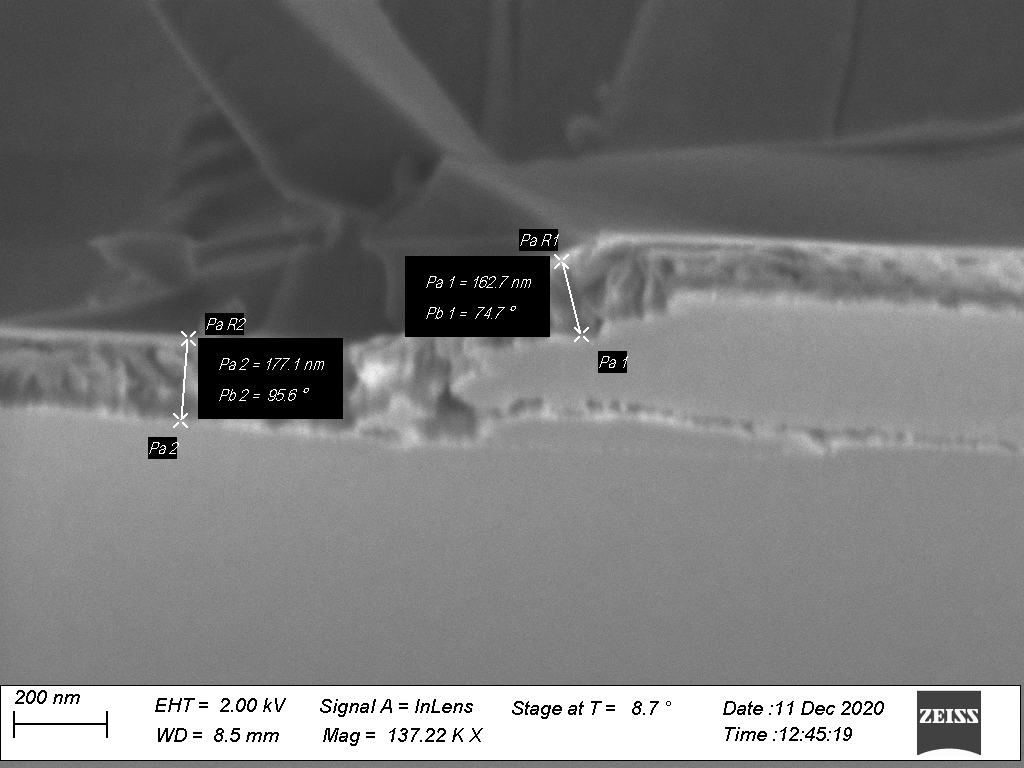 Pa R1
Pa 1 = 162.7 nm
Pb 1 = 74.7 °
Pa R2
Pa 1
Pa 2 = 177.1 nm
Pb 2 = 95.6 °
Pa 2
200 nm
EHT = 2.00 kV
Signal A = InLens
Stage at T = 8.7 °
Date :11 Dec 2020
WD = 8.5 mm
Mag = 137.22 K X
Time :12:45:19
ZEISS